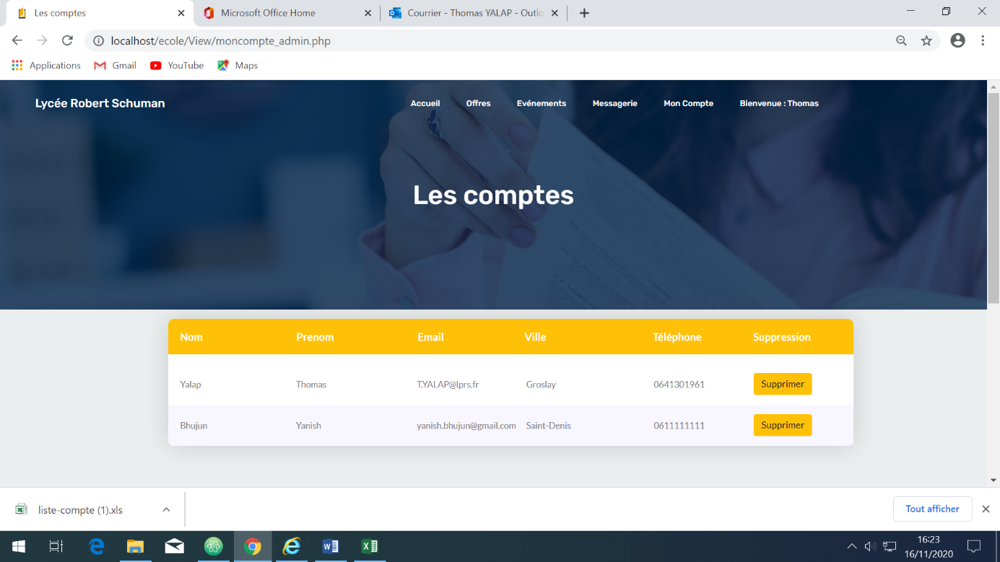 Les comptes
Microsoft Office Home
Courrier - Thomas YALAP - Outlo
localhost/ecole/View/moncompte_admin.php
Applications Gmail YouTube Maps
Lycée Robert Schuman Accueil Offres Evénements Messagerie Mon Compte Bienvenue : Thomas
Les comptes
Nom Prenom Email Ville Téléphone Suppression
Yalap Thomas T.YALAP@lprs.fr Groslay 0641301961 Supprimer
Bhujun Yanish yanish.bhujun@gmail.com Saint-Denis 0611111111 Supprimer
liste-compte (1).xls Tout afficher
16:23
16/11/2020